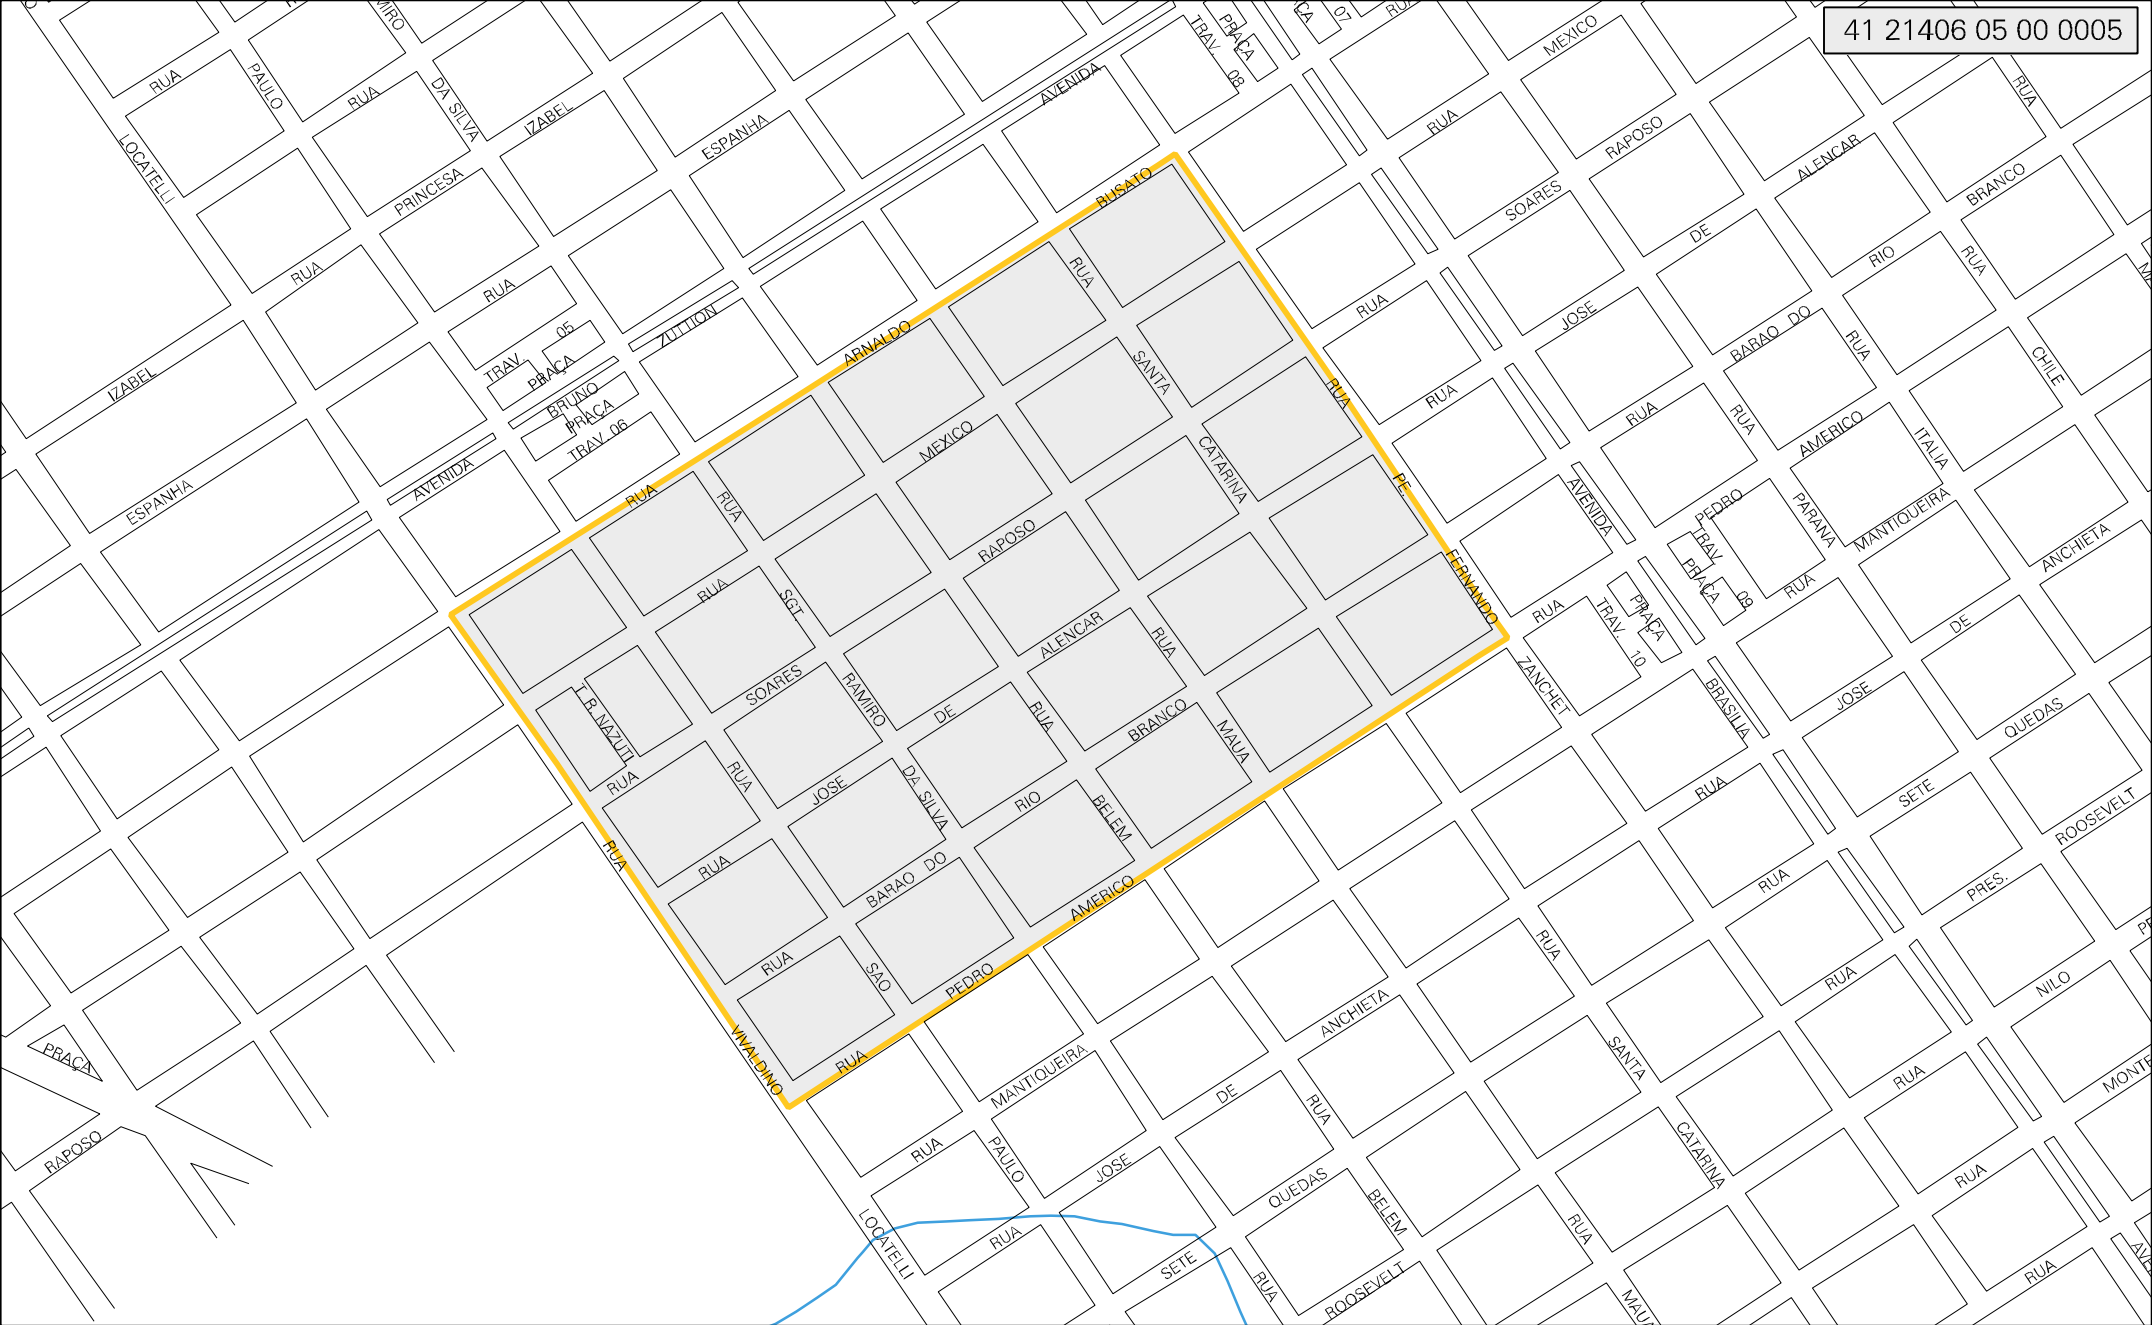 41 21406 05 00 0005
RUA
PAULO
RUA
DA SILVA
IZABEL
ESPANHA
AVENIDA
TRAV. 08
PRAÇA
07
MEXICO
RUA
RAPOSO
ALENCAR
RUA
LOCATELLI
PRINCESA
BUSATO
SOARES
DE
BRANCO
RIO
RUA
RUA
RUA
RUA
ZUTTION
ARNALDO
RUA
JOSE
BARAO DO
RUA
CHILE
IZABEL
TRAV. 05
PRAÇA
BRUNO
PRAÇA
TRAV. 06
SANTA
RUA
RUA
RUA
RUA
AMERICO
ITALIA
ESPANHA
AVENIDA
RUA
RUA
MEXICO
CATARINA
PE.
AVENIDA
PEDRO
PARANA
MANTIQUEIRA
RAPOSO
TRAV. 09
PRAÇA
ANCHIETA
RUA
SGT.
ALENCAR
RUA
FERNANDO
RUA
TRAV. 10
PRAÇA
RUA
DE
T. B. NAZUTI
SOARES
RAMIRO
DE
RUA
BRANCO
MAUA
ZANCHET
BRASILIA
JOSE
QUEDAS
RUA
RUA
JOSE
DA SILVA
RIO
BELEM
RUA
SETE
ROOSEVELT
RUA
RUA
BARAO DO
AMERICO
RUA
PRES.
RUA
SAO
PEDRO
RUA
RUA
NILO
PRAÇA
VIVALDINO
RUA
MANTIQUEIRA
ANCHIETA
SANTA
RUA
MONTE
RAPOSO
RUA
PAULO
JOSE
DE
RUA
CATARINA
RUA
LOCATELLI
RUA
SETE
QUEDAS
BELEM
RUA
RUA
ROOSEVELT
RUA
MAUA